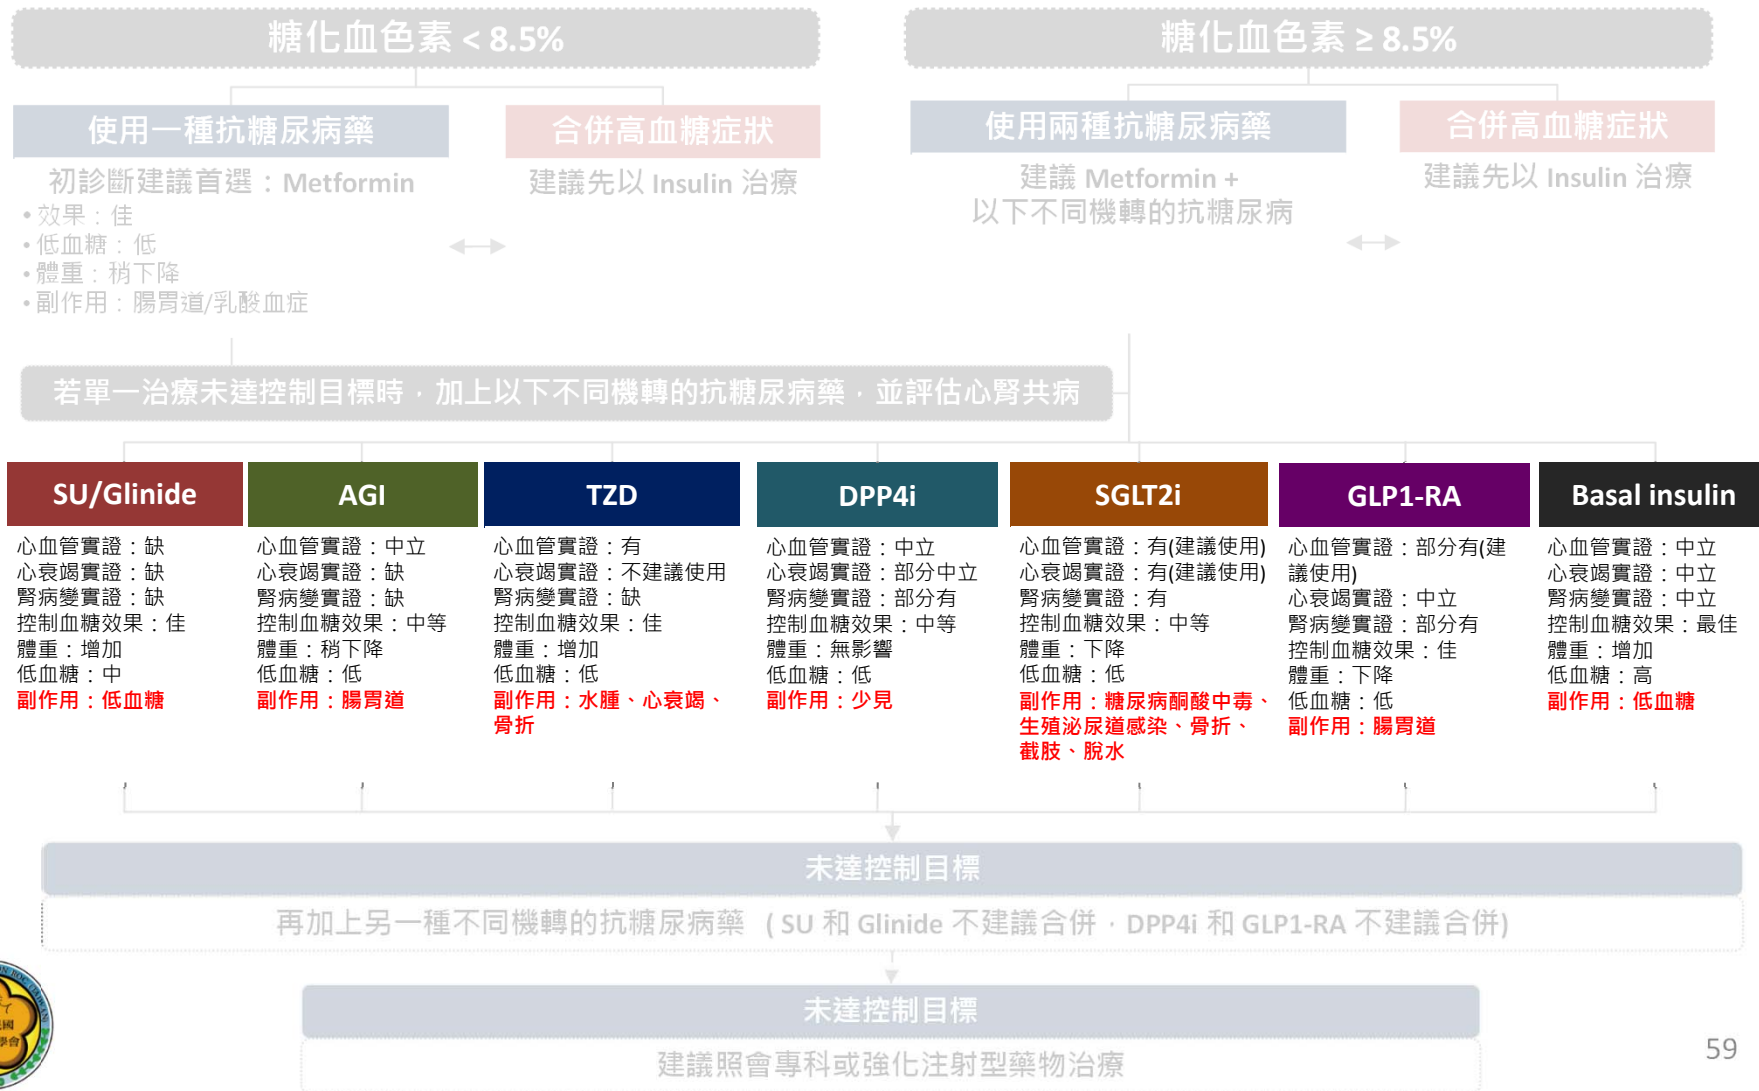 糖化血色素 < 8.5%
糖化血色素 ≥ 8.5%
使用一種抗糖尿病藥
合併高血糖症狀
使用兩種抗糖尿病藥
合併高血糖症狀
初診斷建議首選：Metformin
• 效果：佳
• 低血糖：低
• 體重：稍下降
• 副作用：腸胃道/乳酸血症
建議先以 Insulin 治療
建議 Metformin +
以下不同機轉的抗糖尿病
建議先以 Insulin 治療
若單一治療未達控制目標時，加上以下不同機轉的抗糖尿病藥，並評估心腎共病
SU/Glinide
心血管實證：缺
心衰竭實證：缺
腎病變實證：缺
控制血糖效果：佳
體重：增加
低血糖：中
副作用：低血糖
AGI
心血管實證：中立
心衰竭實證：缺
腎病變實證：缺
控制血糖效果：中等
體重：稍下降
低血糖：低
副作用：腸胃道
TZD
心血管實證：有
心衰竭實證：不建議使用
腎病變實證：缺
控制血糖效果：佳
體重：增加
低血糖：低
副作用：水腫、心衰竭、
骨折
DPP4i
心血管實證：中立
心衰竭實證：部分中立
腎病變實證：部分有
控制血糖效果：中等
體重：無影響
低血糖：低
副作用：少見
SGLT2i
心血管實證：有(建議使用)
心衰竭實證：有(建議使用)
腎病變實證：有
控制血糖效果：中等
體重：下降
低血糖：低
副作用：糖尿病酮酸中毒、
生殖泌尿道感染、骨折、
截肢、脫水
GLP1-RA
心血管實證：部分有(建
議使用)
心衰竭實證：中立
腎病變實證：部分有
控制血糖效果：佳
體重：下降
低血糖：低
副作用：腸胃道
Basal insulin
心血管實證：中立
心衰竭實證：中立
腎病變實證：中立
控制血糖效果：最佳
體重：增加
低血糖：高
副作用：低血糖
未達控制目標
再加上另一種不同機轉的抗糖尿病藥 ( SU 和 Glinide 不建議合併，DPP4i 和 GLP1-RA 不建議合併)
未達控制目標
建議照會專科或強化注射型藥物治療
59